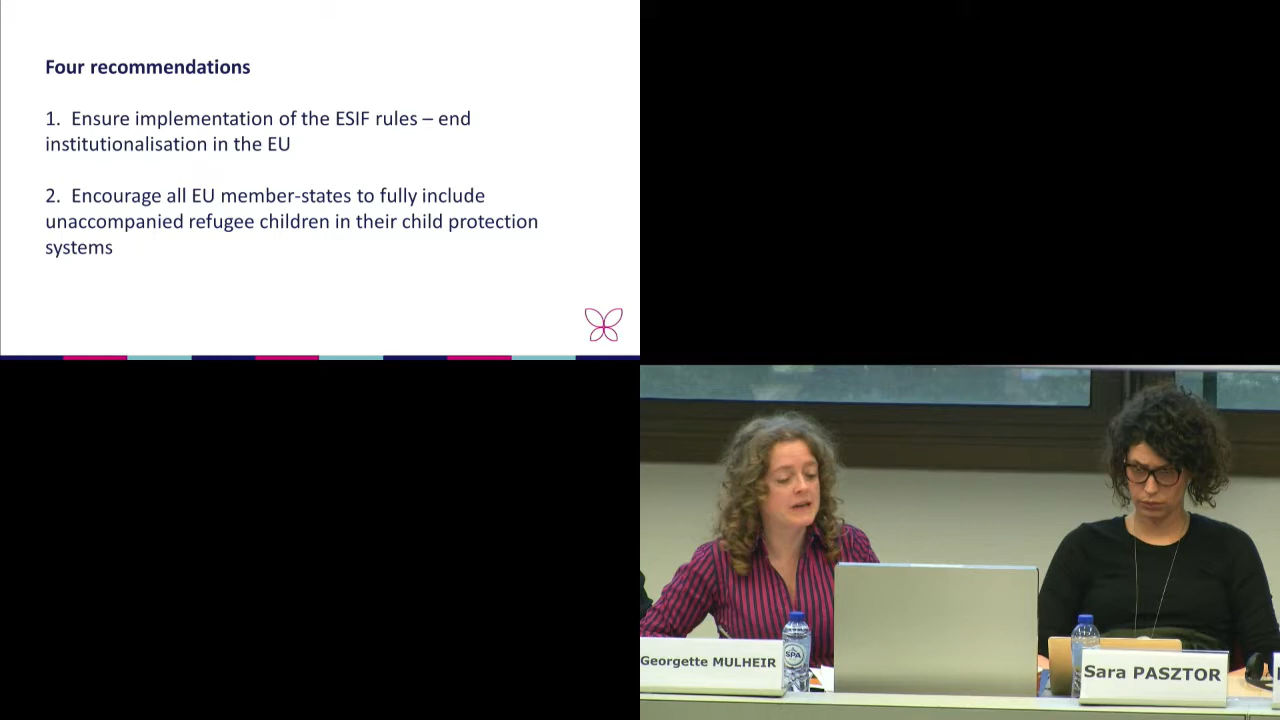 Four recommendations
1. Ensure implementation of the ESIF rules – end
institutionalisation in the EU
2. Encourage all EU member-states to fully include
unaccompanied refugee children in their child protection
systems
SPA
Georgette MULHEIR
Sara PASZTOR